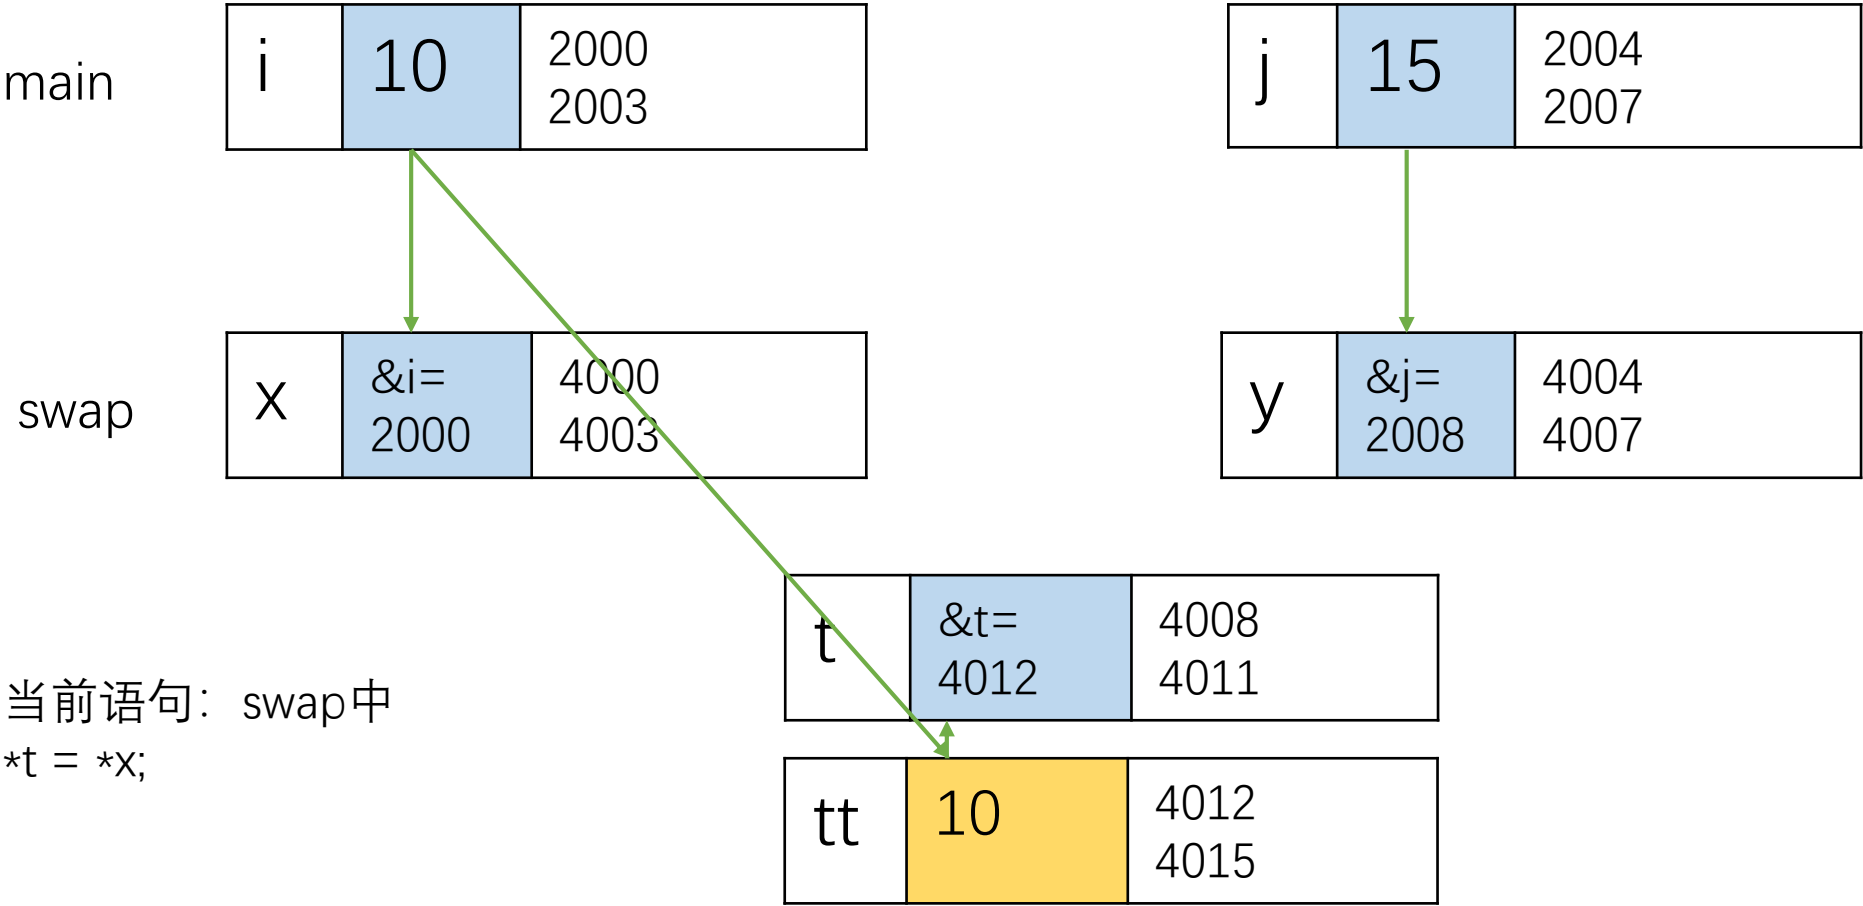 main
i
10
2000
2003
j
15
2004
2007
swap
x
&i=
2000
4000
4003
y
&j=
2008
4004
4007
t
&t=
4012
4008
4011
当前语句：swap中
*t = *x;
tt
10
4012
4015